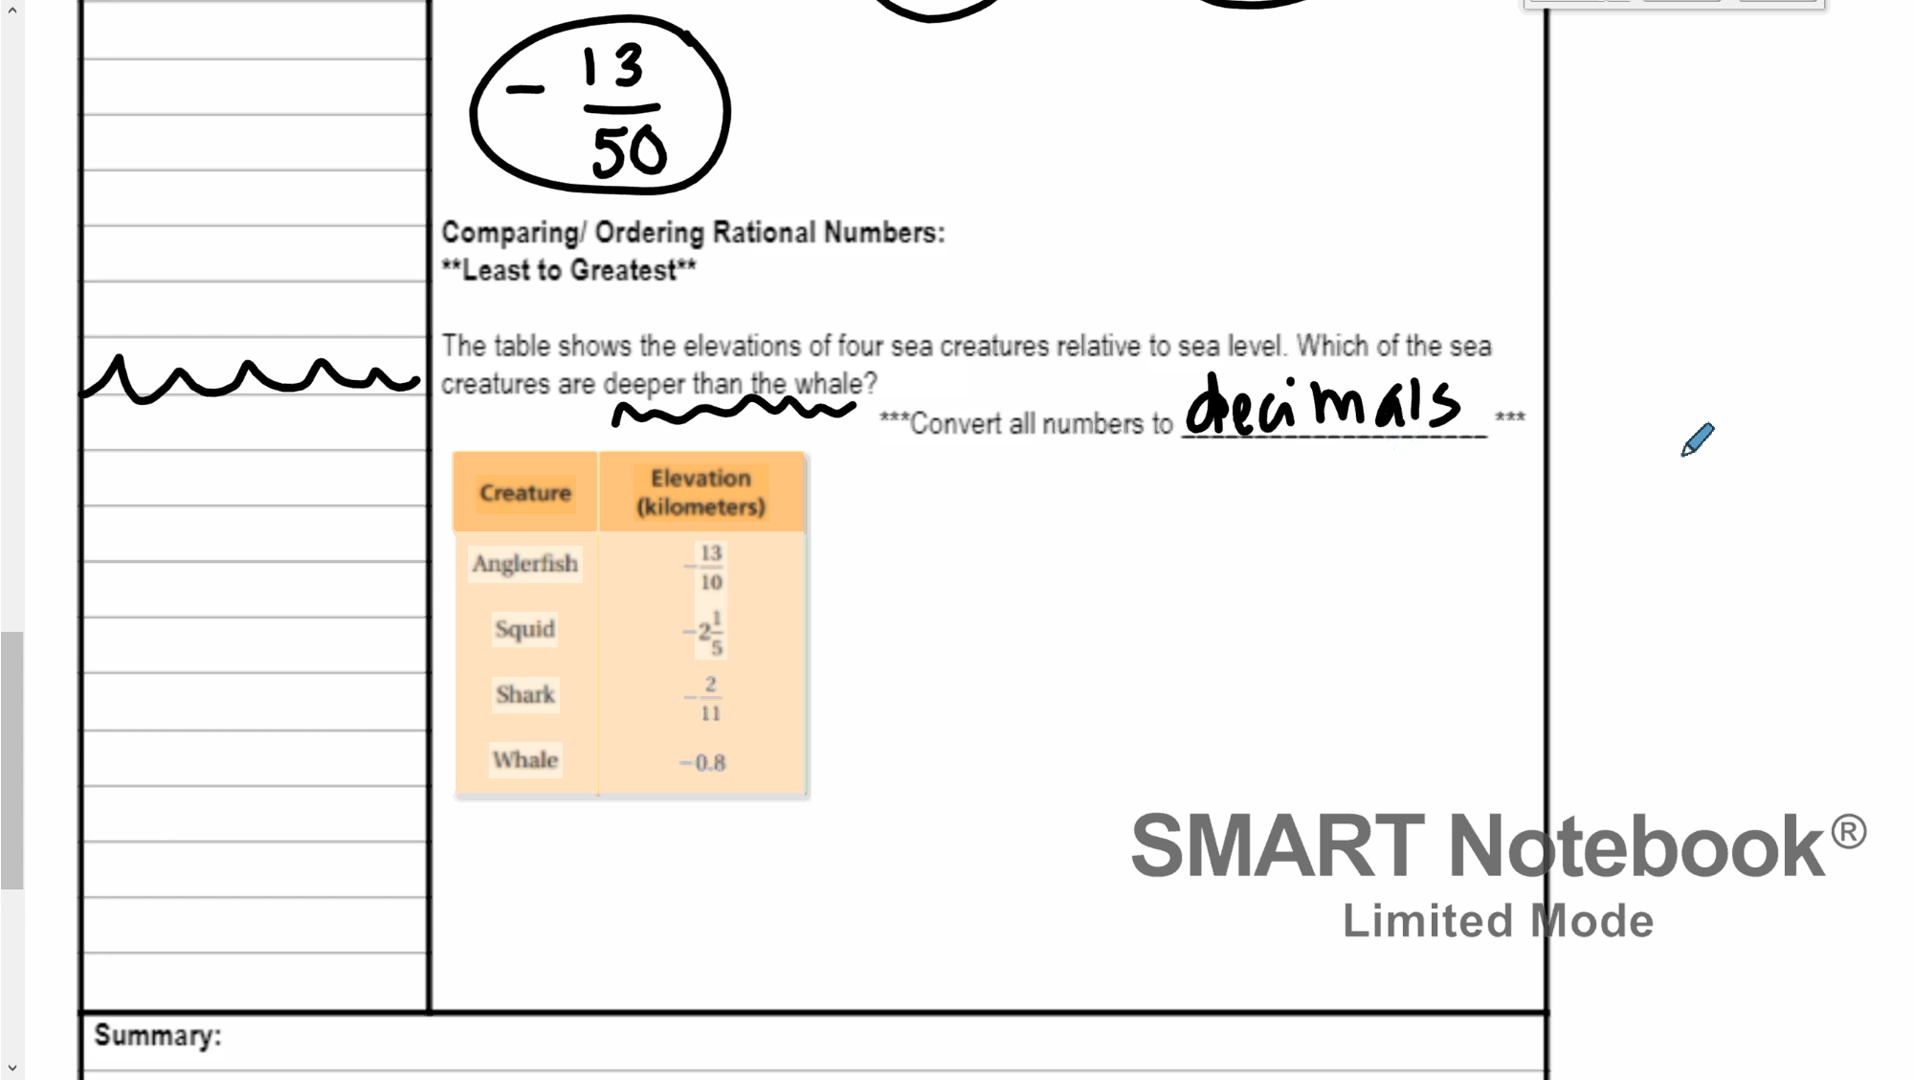 - 13/50
Comparing/ Ordering Rational Numbers:
**Least to Greatest**
The table shows the elevations of four sea creatures relative to sea level. Which of the sea
creatures are deeper than the whale?
***Convert all numbers to decimals ***
Creature Elevation (kilometers)
Anglerfish −13/10
Squid −2 1/5
Shark −2/11
Whale −0.8
SMART Notebook®
Limited Mode
Summary: